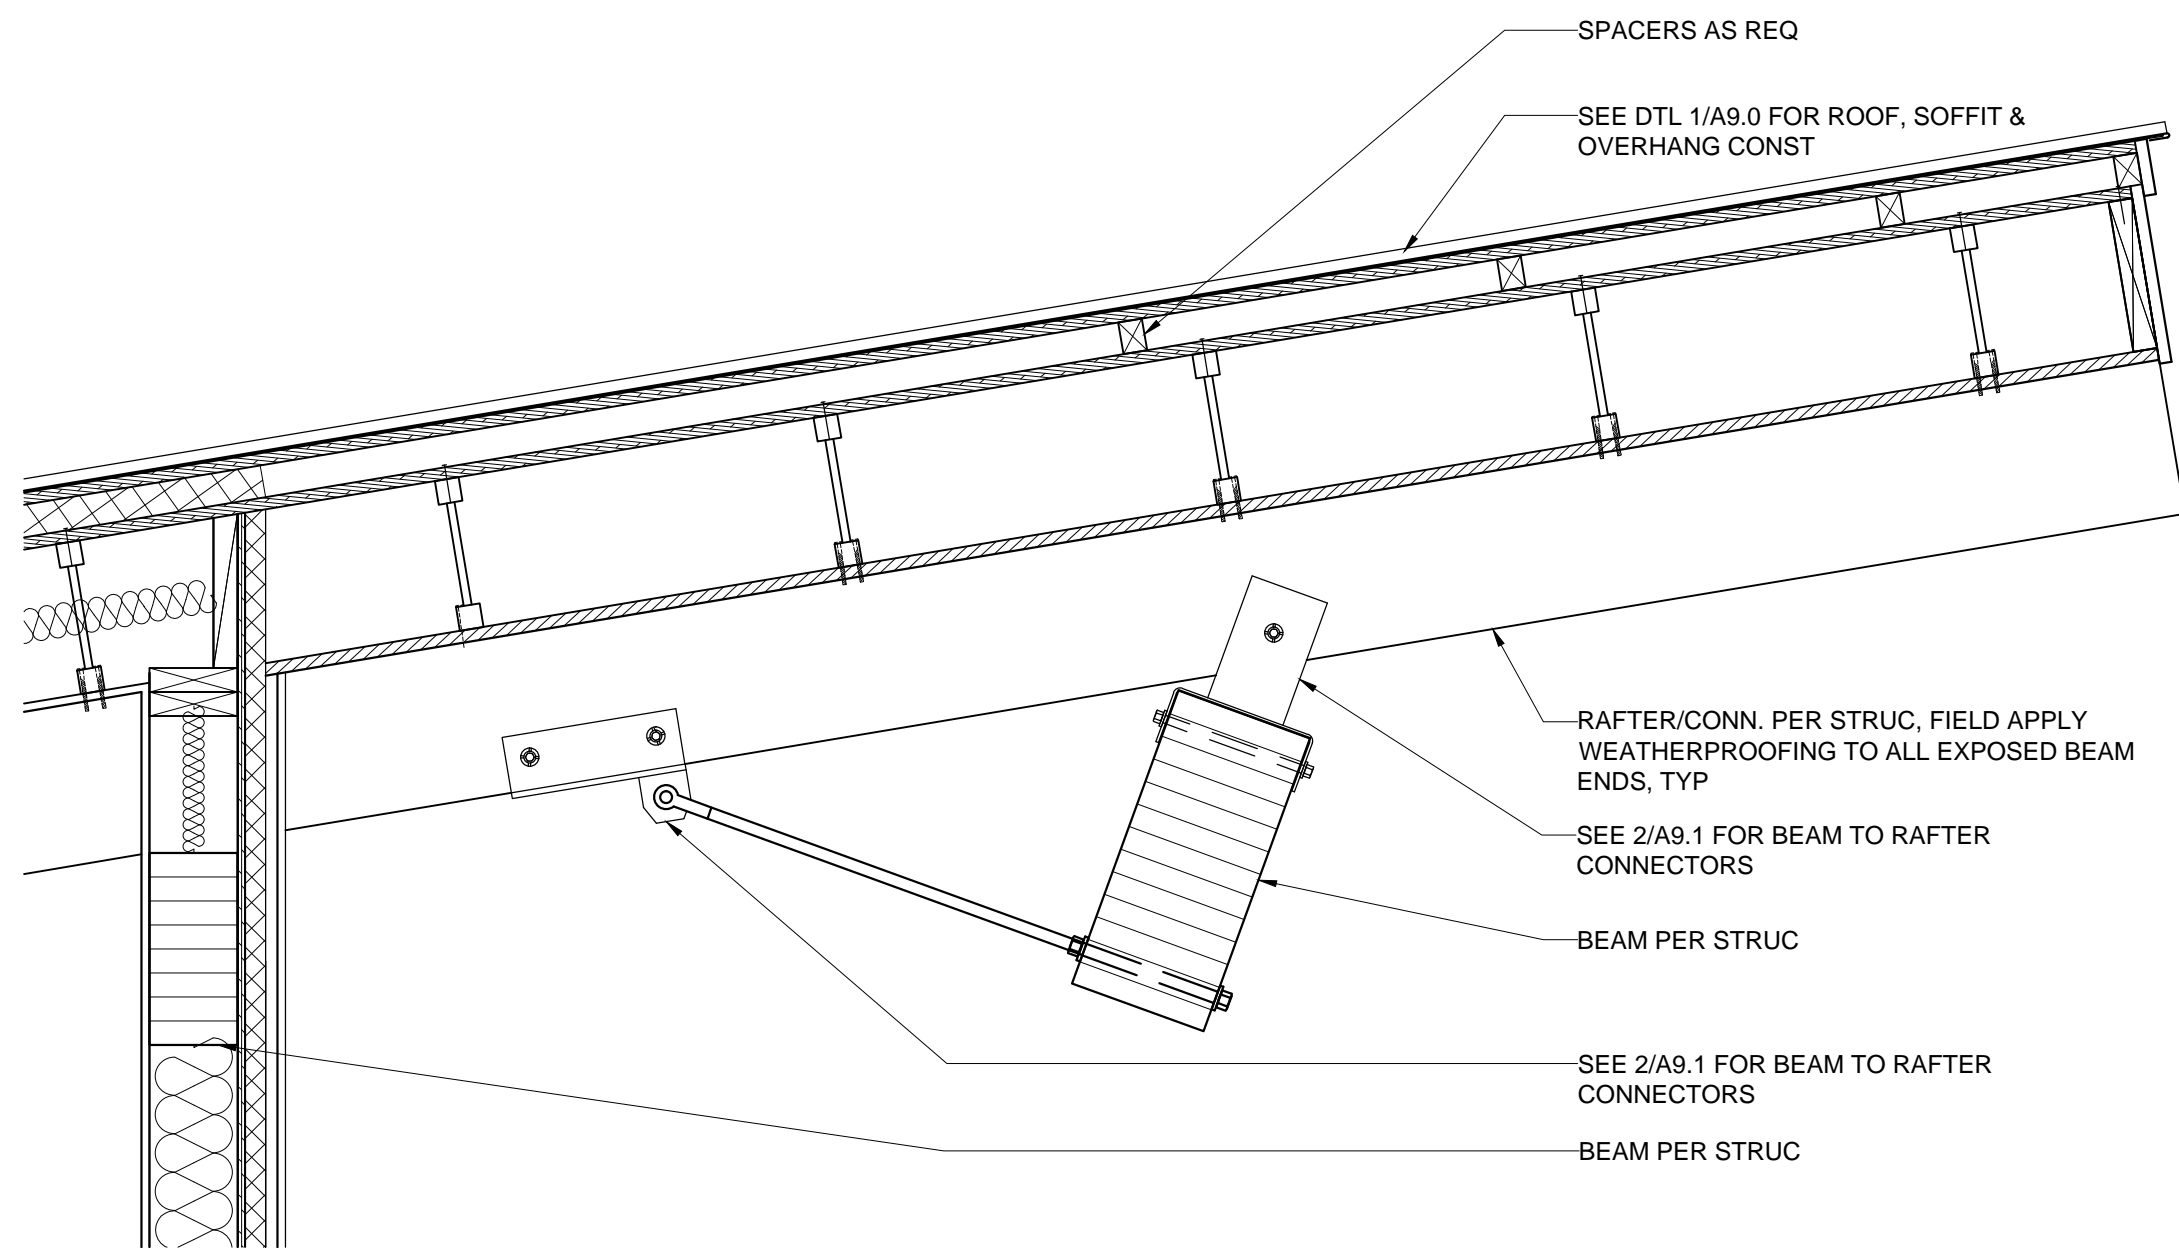 SPACERS AS REQ
SEE DTL 1/A9.0 FOR ROOF, SOFFIT &
OVERHANG CONST
RAFTER/CONN. PER STRUC, FIELD APPLY
WEATHERPROOFING TO ALL EXPOSED BEAM
ENDS, TYP
SEE 2/A9.1 FOR BEAM TO RAFTER
CONNECTORS
BEAM PER STRUC
SEE 2/A9.1 FOR BEAM TO RAFTER
CONNECTORS
BEAM PER STRUC